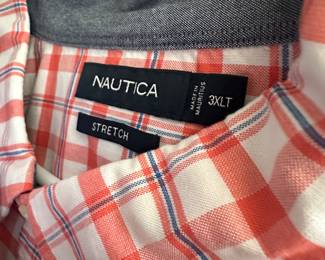 NAUTICA
MADE IN
MAURITIUS
3XLT
STRETCH